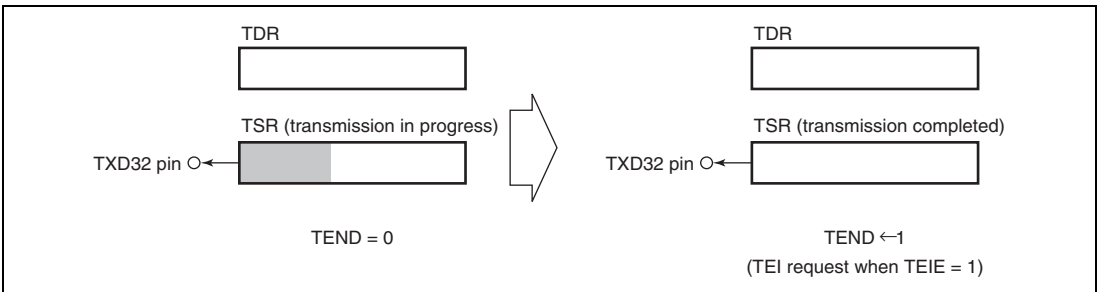 TDR
TSR (transmission in progress)
TXD32 pin
TEND = 0
TDR
TSR (transmission completed)
TXD32 pin
TEND ←1
(TEI request when TEIE = 1)